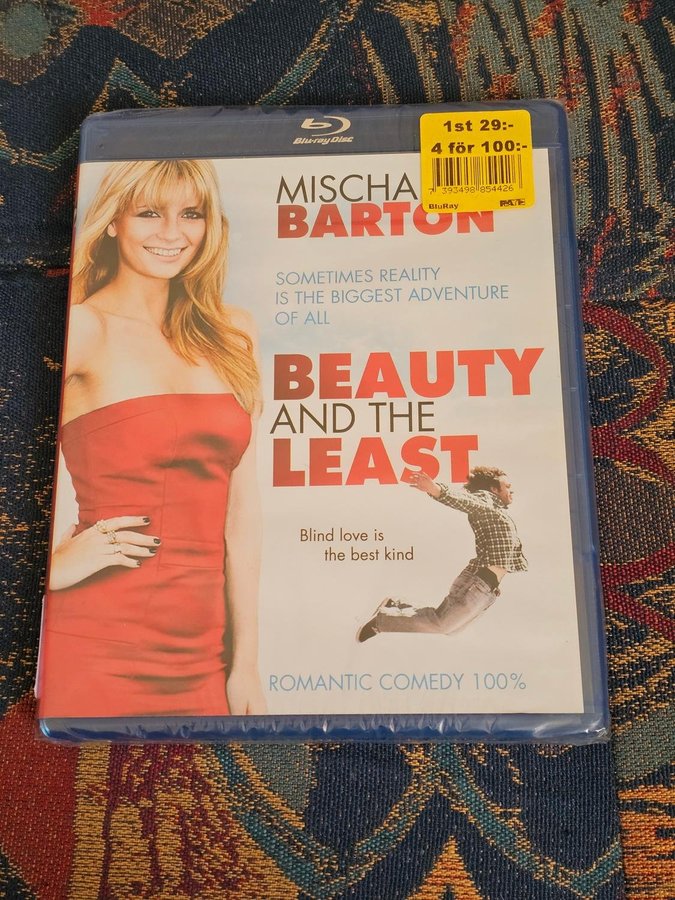 Blu-ray Disc
1st 29:-
4 för 100:-
7 393498 854426
BluRay
MISCHA
BARTON
SOMETIMES REALITY
IS THE BIGGEST ADVENTURE
OF ALL
BEAUTY
AND THE
LEAST
Blind love is
the best kind
ROMANTIC COMEDY 100%